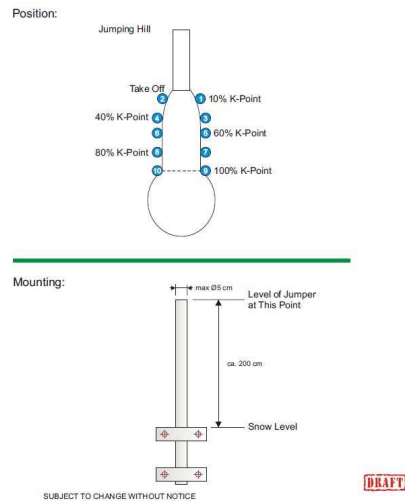 Position:
Jumping Hill
Take Off
2
1
10% K-Point
40% K-Point
4
3
6
5
60% K-Point
80% K-Point
8
7
10
9
100% K-Point
Mounting:
max Ø5 cm
Level of Jumper
at This Point
ca. 200 cm
Snow Level
SUBJECT TO CHANGE WITHOUT NOTICE
DRAFT